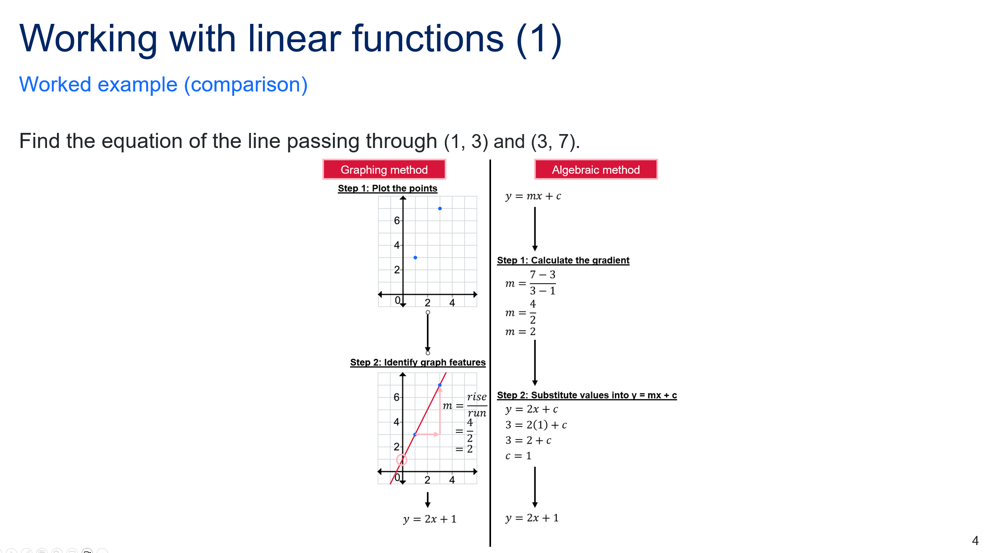 Working with linear functions (1)
Worked example (comparison)
Find the equation of the line passing through (1, 3) and (3, 7).
Graphing method
Step 1: Plot the points
6
4
2
0
2 4
Step 2: Identify graph features
6
4
2
0
2 4
m = rise/run
= 4/2
= 2
y = 2x + 1
Algebraic method
y = mx + c
Step 1: Calculate the gradient
m = (7 − 3)/(3 − 1)
m = 4/2
m = 2
Step 2: Substitute values into y = mx + c
y = 2x + c
3 = 2(1) + c
3 = 2 + c
c = 1
y = 2x + 1
4